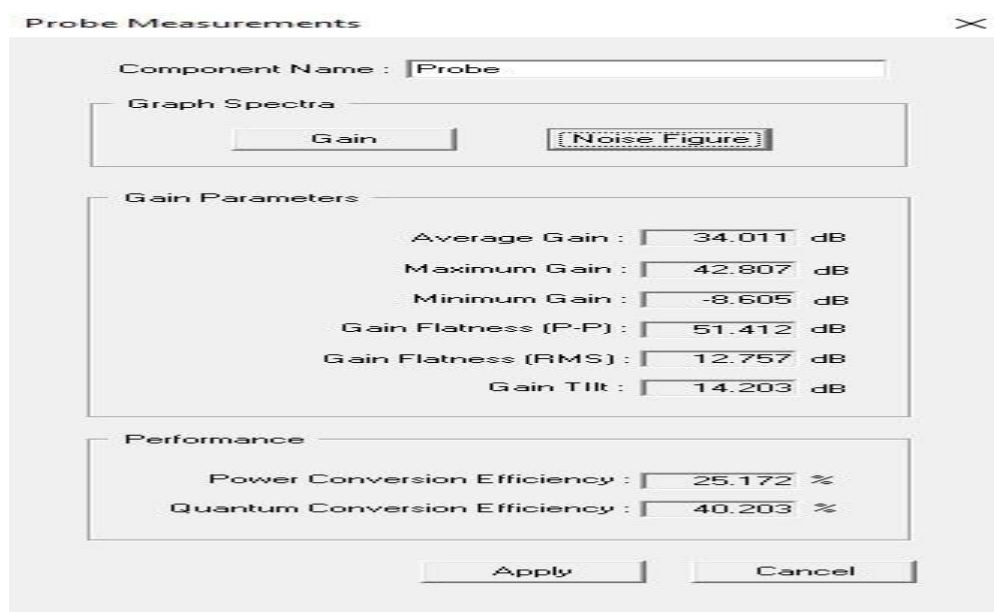 Probe Measurements
Component Name : Probe
Graph Spectra
Gain Noise Figure
Gain Parameters
Average Gain : 34.011 dB
Maximum Gain : 42.807 dB
Minimum Gain : -8.605 dB
Gain Flatness (P-P) : 51.412 dB
Gain Flatness (RMS) : 12.757 dB
Gain TIlt : 14.203 dB
Performance
Power Conversion Efficiency : 25.172 %
Quantum Conversion Efficiency : 40.203 %
Apply Cancel